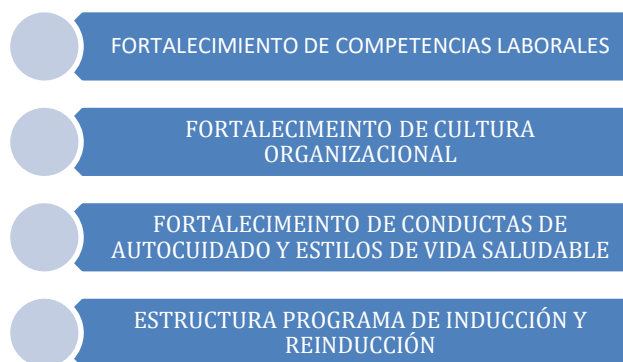 FORTALECIMIENTO DE COMPETENCIAS LABORALES
FORTALECIMEINTO DE CULTURA
ORGANIZACIONAL
FORTALECIMEINTO DE CONDUCTAS DE
AUTOCUIDADO Y ESTILOS DE VIDA SALUDABLE
ESTRUCTURA PROGRAMA DE INDUCCIÓN Y
REINDUCCIÓN